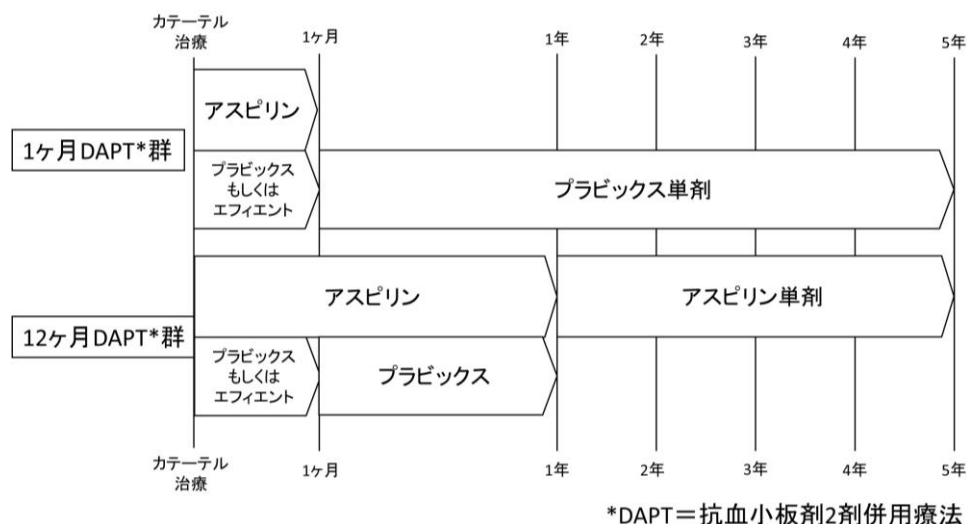 カテーテル
治療
1ヶ月
1年
2年
3年
4年
5年
アスピリン
1ヶ月DAPT*群
プラビックス
もしくは
エフィエント
プラビックス単剤
アスピリン
アスピリン単剤
12ヶ月DAPT*群
プラビックス
もしくは
エフィエント
プラビックス
カテーテル
治療
1ヶ月
1年
2年
3年
4年
5年
*DAPT＝抗血小板剤2剤併用療法